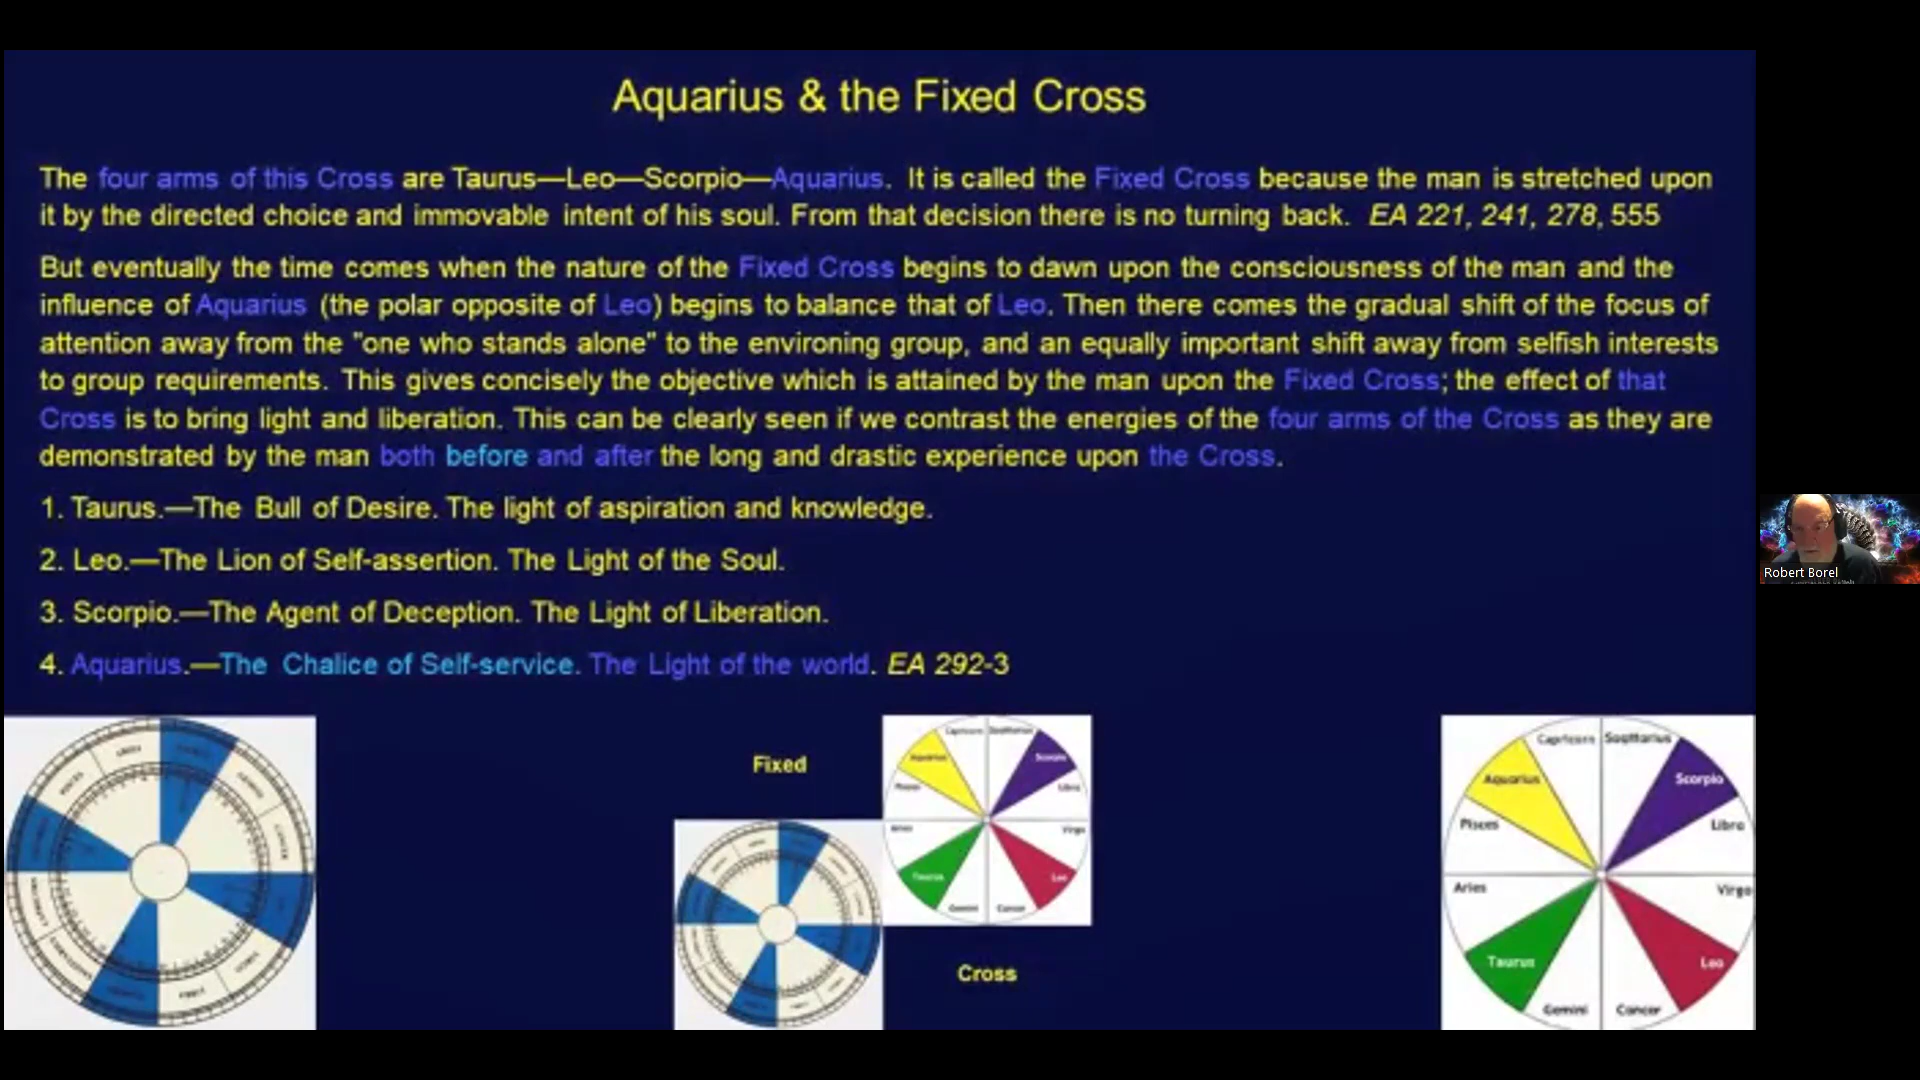 Aquarius & the Fixed Cross
The four arms of this Cross are Taurus—Leo—Scorpio—Aquarius. It is called the Fixed Cross because the man is stretched upon
it by the directed choice and immovable intent of his soul. From that decision there is no turning back. EA 221, 241, 278, 555
But eventually the time comes when the nature of the Fixed Cross begins to dawn upon the consciousness of the man and the
influence of Aquarius (the polar opposite of Leo) begins to balance that of Leo. Then there comes the gradual shift of the focus of
attention away from the "one who stands alone" to the environing group, and an equally important shift away from selfish interests
to group requirements. This gives concisely the objective which is attained by the man upon the Fixed Cross; the effect of that
Cross is to bring light and liberation. This can be clearly seen if we contrast the energies of the four arms of the Cross as they are
demonstrated by the man both before and after the long and drastic experience upon the Cross.
1. Taurus.—The Bull of Desire. The light of aspiration and knowledge.
2. Leo.—The Lion of Self-assertion. The Light of the Soul.
3. Scorpio.—The Agent of Deception. The Light of Liberation.
4. Aquarius.—The Chalice of Self-service. The Light of the world. EA 292-3
Robert Borel
Fixed
Cross
Capricorn Sagittarius
Aquarius Scorpio
Pisces Libra
Aries Virgo
Taurus Leo
Gemini Cancer
Capricorn Sagittarius
Aquarius Scorpio
Pisces Libra
Aries Virgo
Taurus Leo
Gemini Cancer